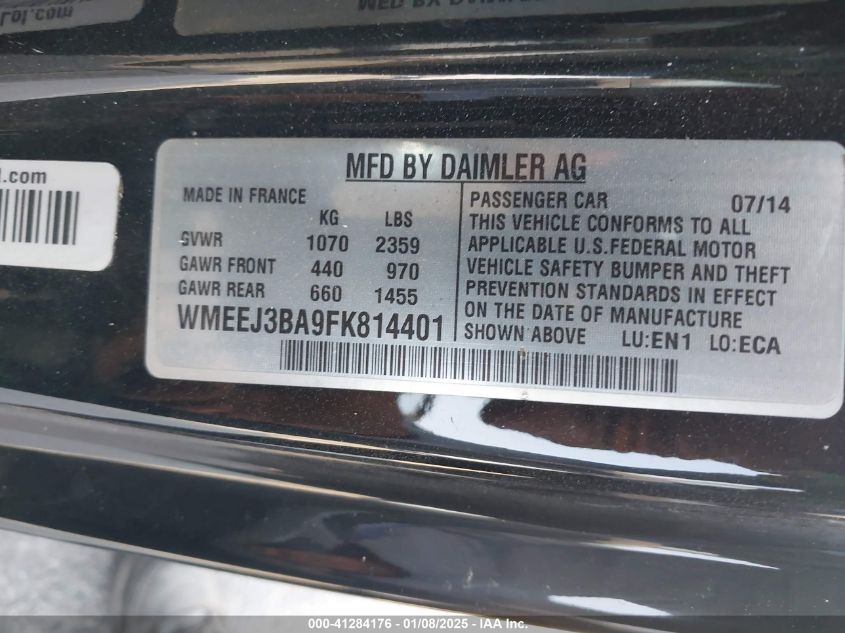 l.com
MFD BY DAIMLER AG
MADE IN FRANCE
KG LBS
GVWR 1070 2359
GAWR FRONT 440 970
GAWR REAR 660 1455
WMEEJ3BA9FK814401
PASSENGER CAR 07/14
THIS VEHICLE CONFORMS TO ALL
APPLICABLE U.S.FEDERAL MOTOR
VEHICLE SAFETY BUMPER AND THEFT
PREVENTION STANDARDS IN EFFECT
ON THE DATE OF MANUFACTURE
SHOWN ABOVE LU:EN1 LO:ECA
000-41284176 - 01/08/2025 - IAA Inc.